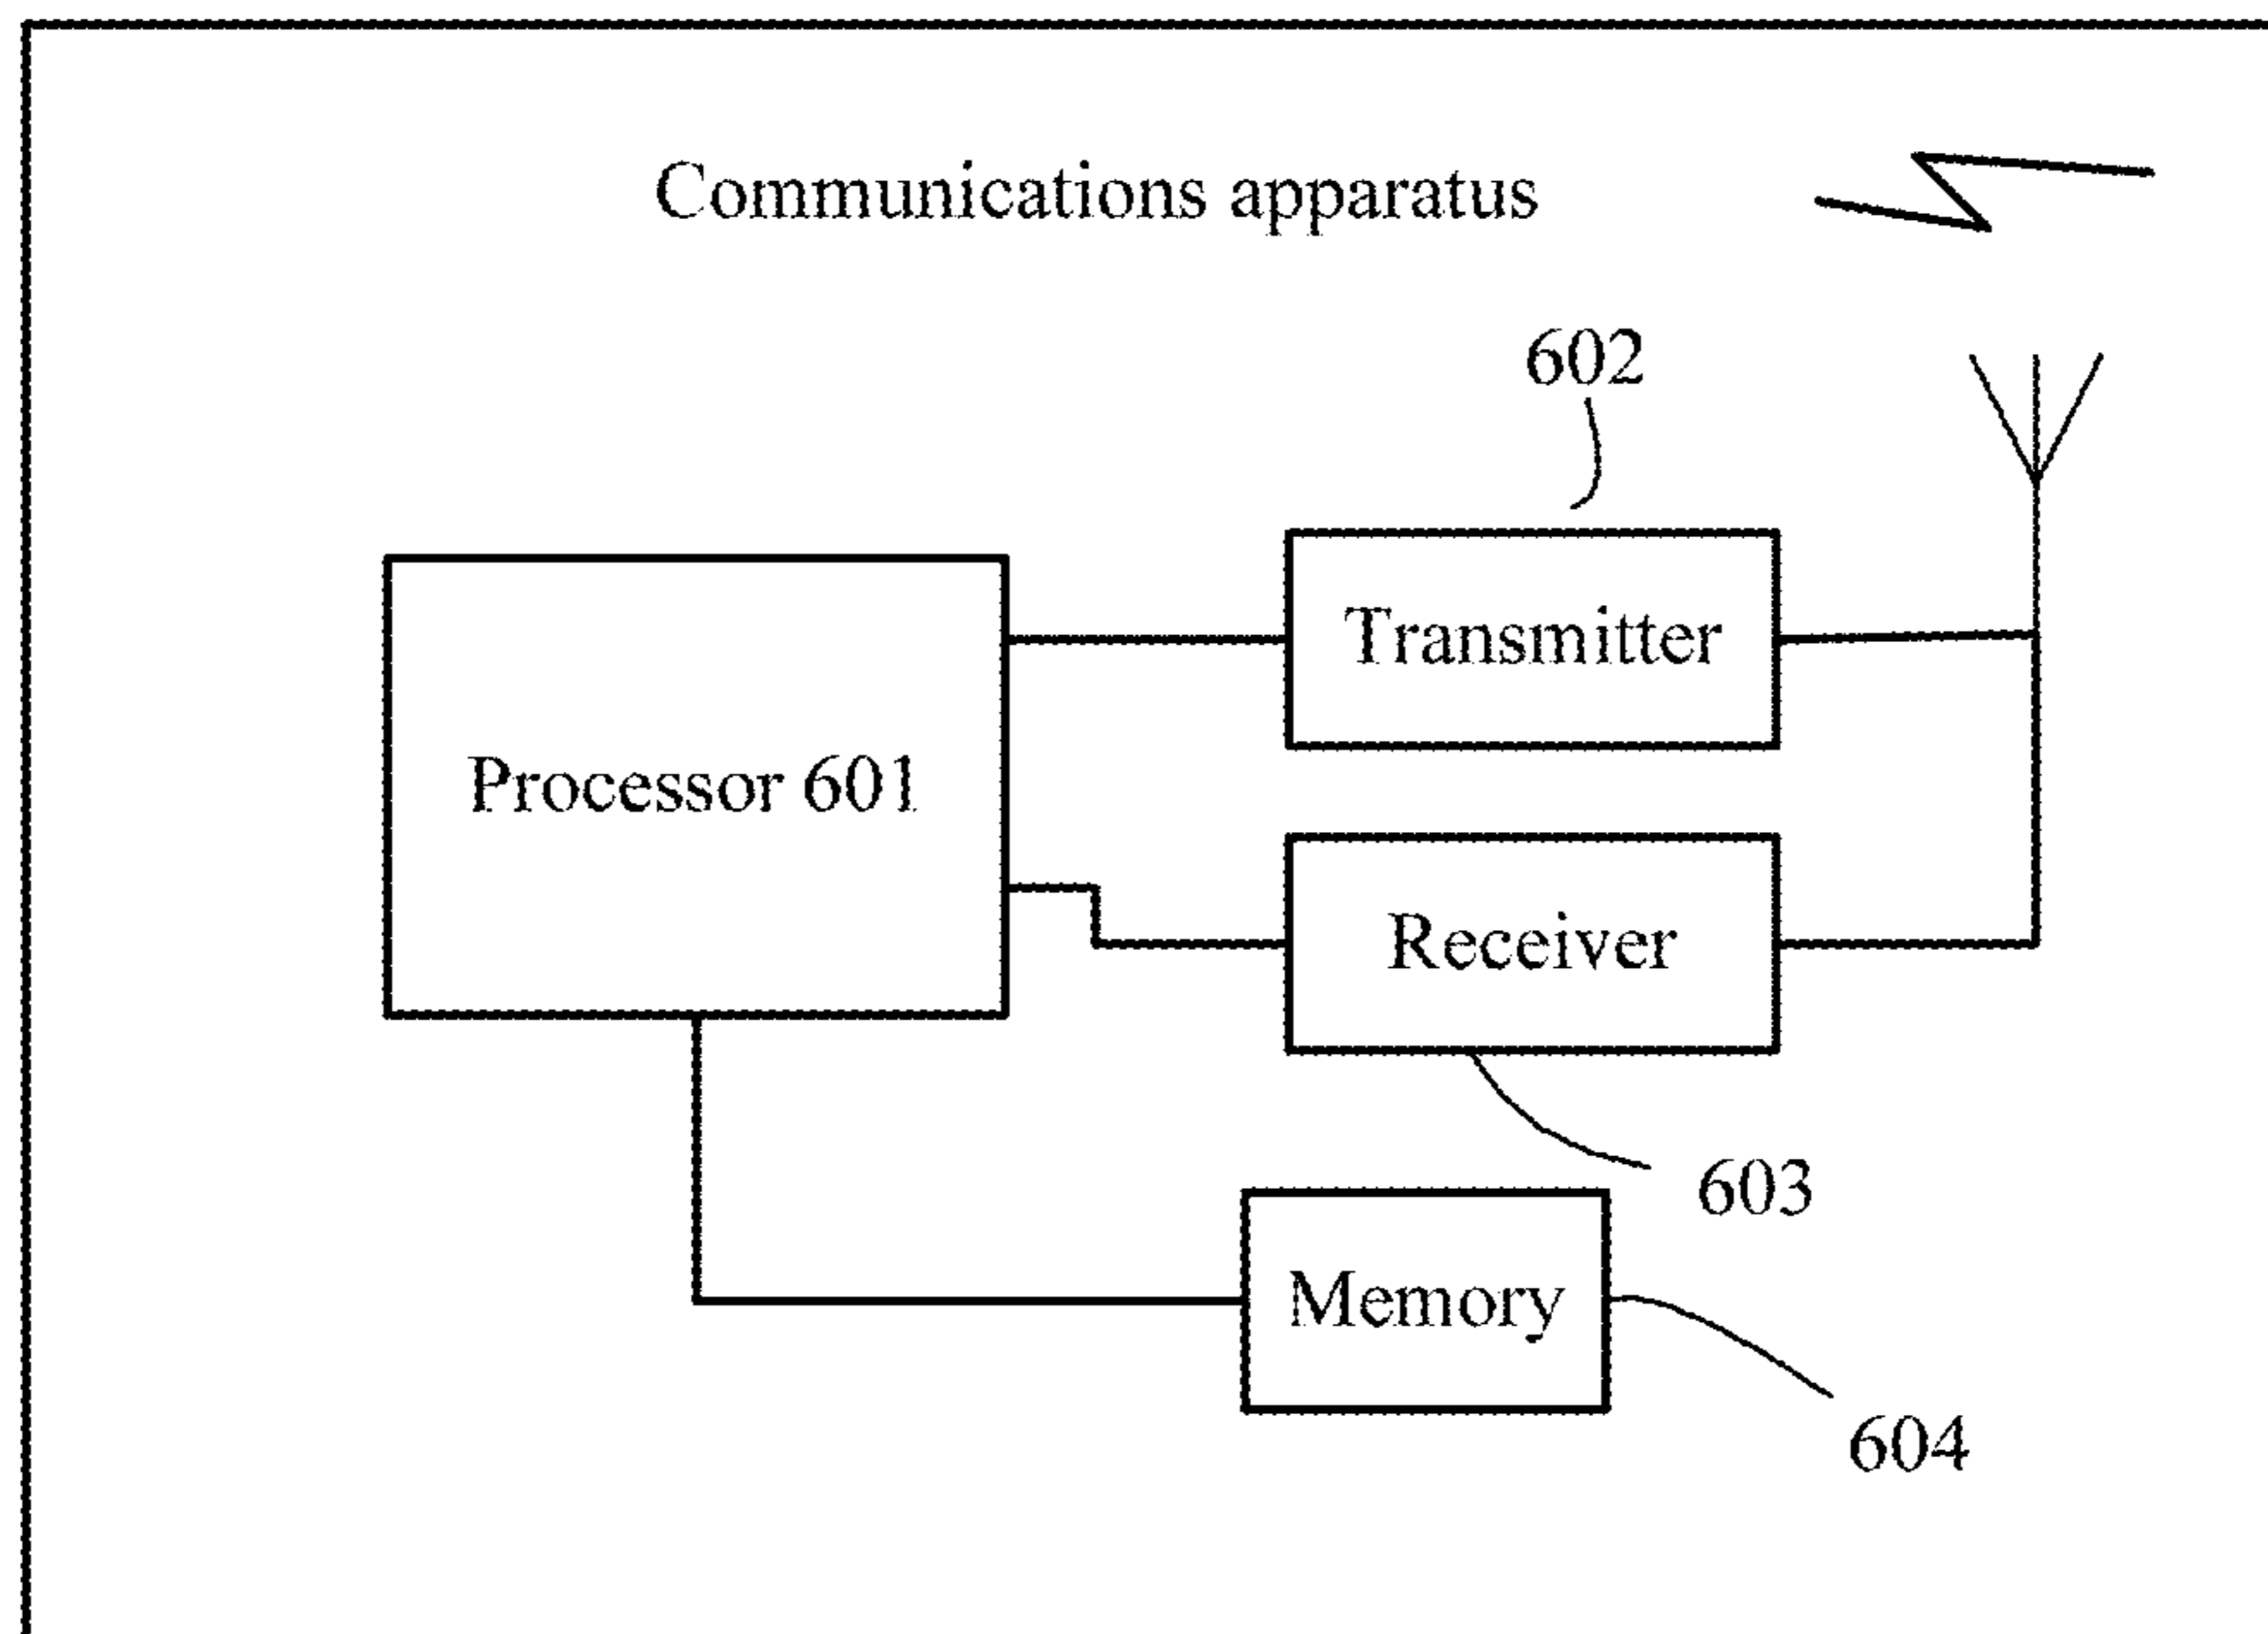 Communications apparatus
602
Transmitter
Processor 601
Receiver
603
Memory
604